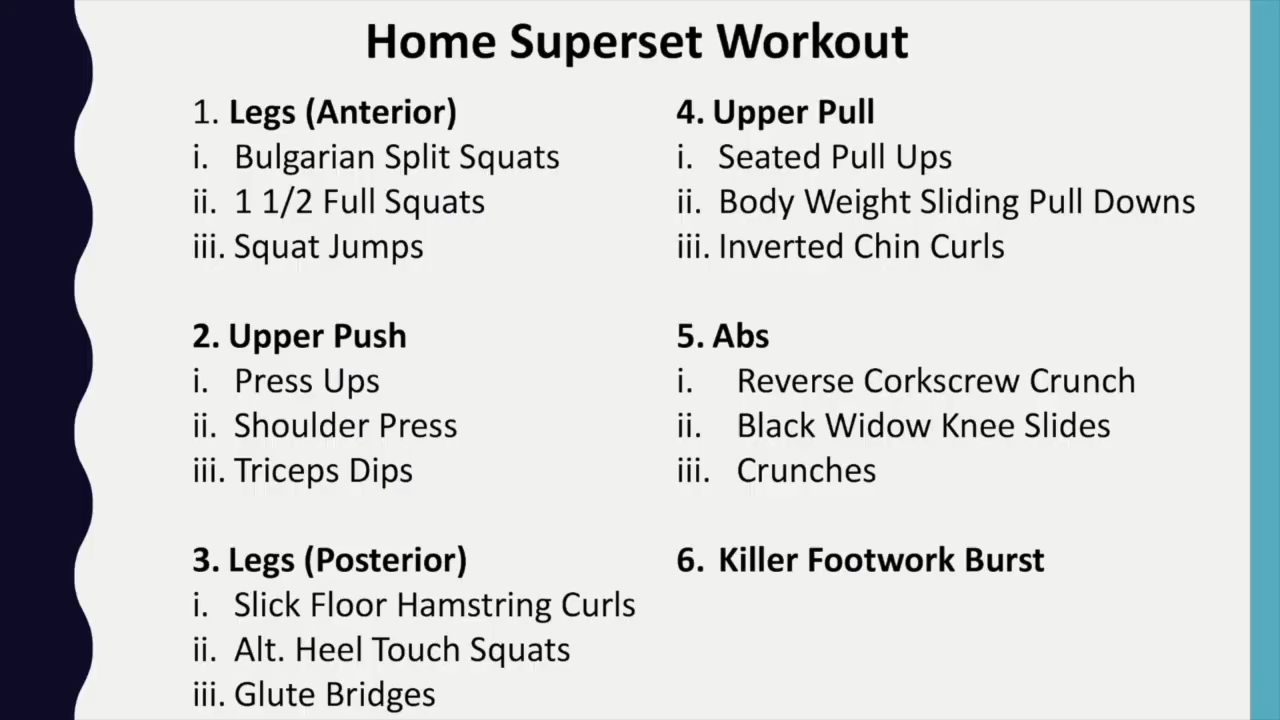 Home Superset Workout
1. Legs (Anterior)
i. Bulgarian Split Squats
ii. 1 1/2 Full Squats
iii. Squat Jumps
2. Upper Push
i. Press Ups
ii. Shoulder Press
iii. Triceps Dips
3. Legs (Posterior)
i. Slick Floor Hamstring Curls
ii. Alt. Heel Touch Squats
iii. Glute Bridges
4. Upper Pull
i. Seated Pull Ups
ii. Body Weight Sliding Pull Downs
iii. Inverted Chin Curls
5. Abs
i. Reverse Corkscrew Crunch
ii. Black Widow Knee Slides
iii. Crunches
6. Killer Footwork Burst